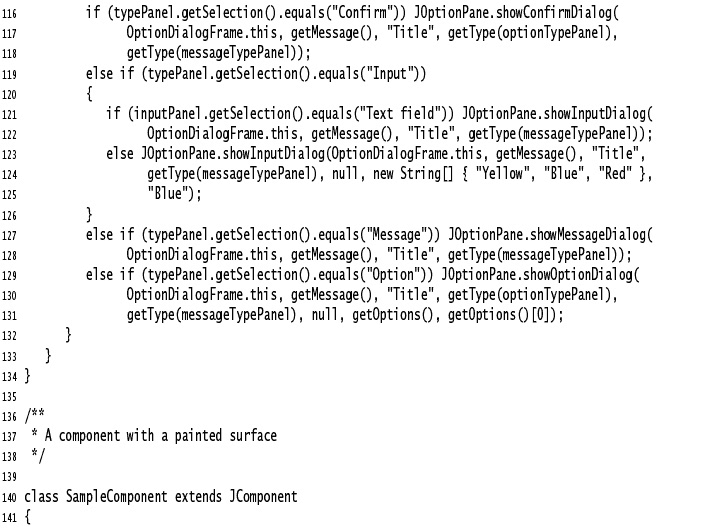 116          if (typePanel.getSelection().equals("Confirm")) JOptionPane.showConfirmDialog(
117                OptionDialogFrame.this, getMessage(), "Title", getType(optionTypePanel),
118                getType(messageTypePanel));
119          else if (typePanel.getSelection().equals("Input"))
120          {
121             if (inputPanel.getSelection().equals("Text field")) JOptionPane.showInputDialog(
122                   OptionDialogFrame.this, getMessage(), "Title", getType(messageTypePanel));
123             else JOptionPane.showInputDialog(OptionDialogFrame.this, getMessage(), "Title",
124                   getType(messageTypePanel), null, new String[] { "Yellow", "Blue", "Red" },
125                   "Blue");
126          }
127          else if (typePanel.getSelection().equals("Message")) JOptionPane.showMessageDialog(
128                OptionDialogFrame.this, getMessage(), "Title", getType(messageTypePanel));
129          else if (typePanel.getSelection().equals("Option")) JOptionPane.showOptionDialog(
130                OptionDialogFrame.this, getMessage(), "Title", getType(optionTypePanel),
131                getType(messageTypePanel), null, getOptions(), getOptions()[0]);
132       }
133    }
134 }
135
136 /**
137  * A component with a painted surface
138  */
139
140 class SampleComponent extends JComponent
141 {